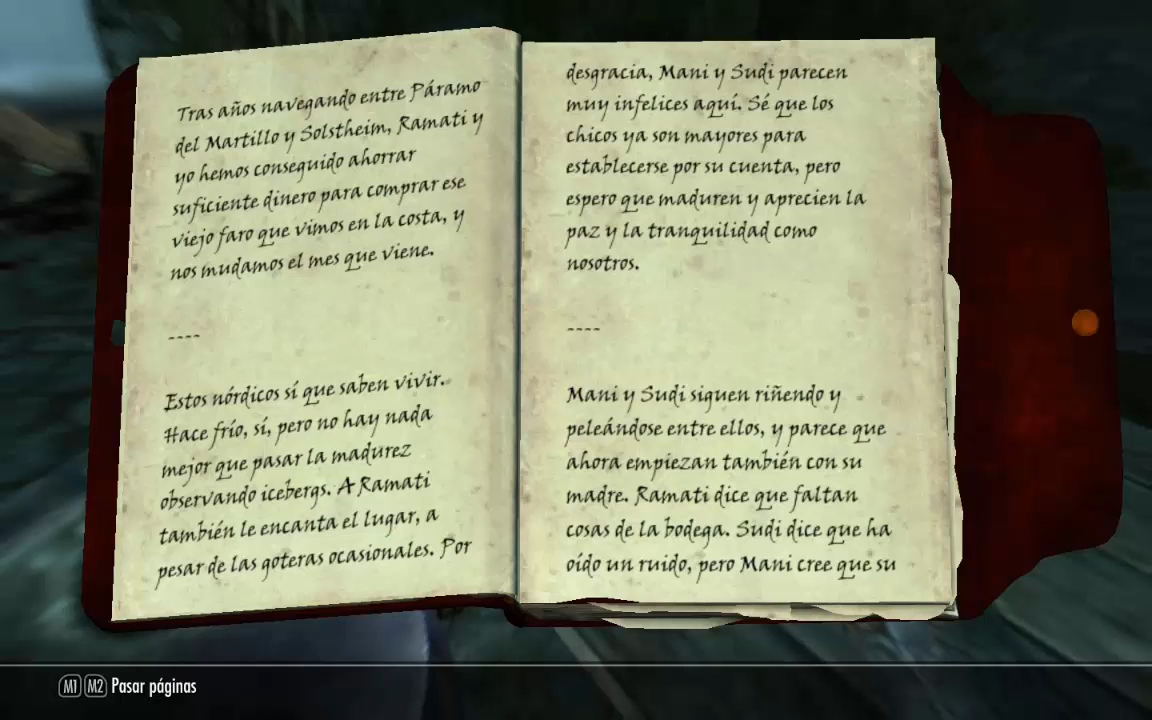 Tras años navegando entre Páramo
del Martillo y Solstheim, Ramati y
yo hemos conseguido ahorrar
suficiente dinero para comprar ese
viejo faro que vimos en la costa, y
nos mudamos el mes que viene.
----
Estos nórdicos sí que saben vivir.
Hace frío, sí, pero no hay nada
mejor que pasar la madurez
observando icebergs. A Ramati
también le encanta el lugar, a
pesar de las goteras ocasionales. Por
desgracia, Mani y Sudi parecen
muy infelices aquí. Sé que los
chicos ya son mayores para
establecerse por su cuenta, pero
espero que maduren y aprecien la
paz y la tranquilidad como
nosotros.
----
Mani y Sudi siguen riñendo y
peleándose entre ellos, y parece que
ahora empiezan también con su
madre. Ramati dice que faltan
cosas de la bodega. Sudi dice que ha
oído un ruido, pero Mani cree que su
M1 M2 Pasar páginas